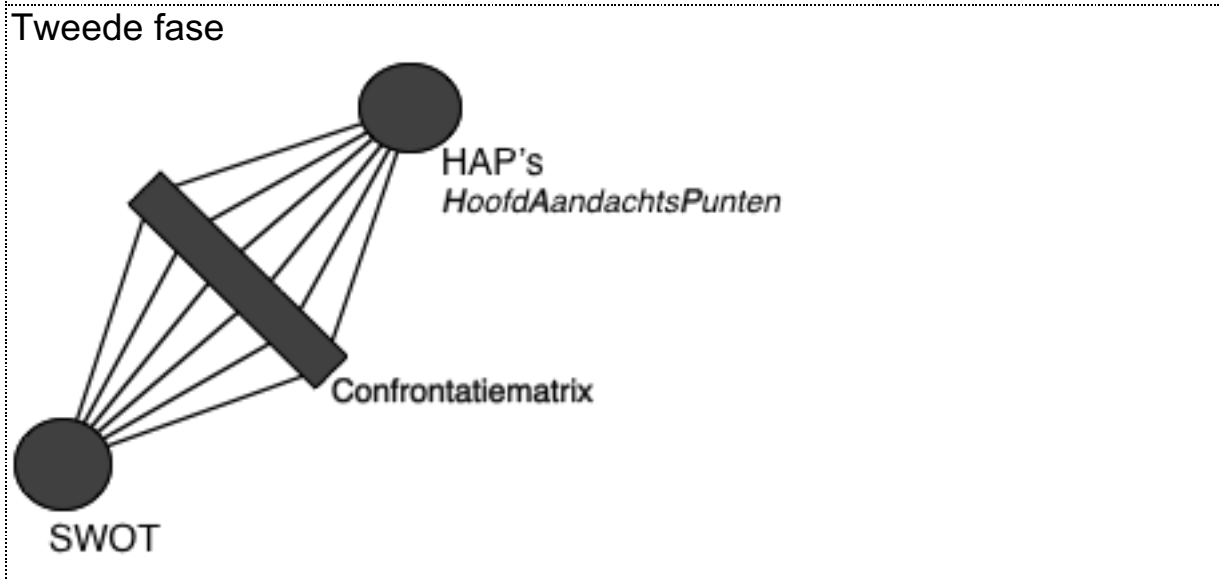 Tweede fase
HAP's
HoofdAandachtsPunten
Confrontatiematrix
SWOT